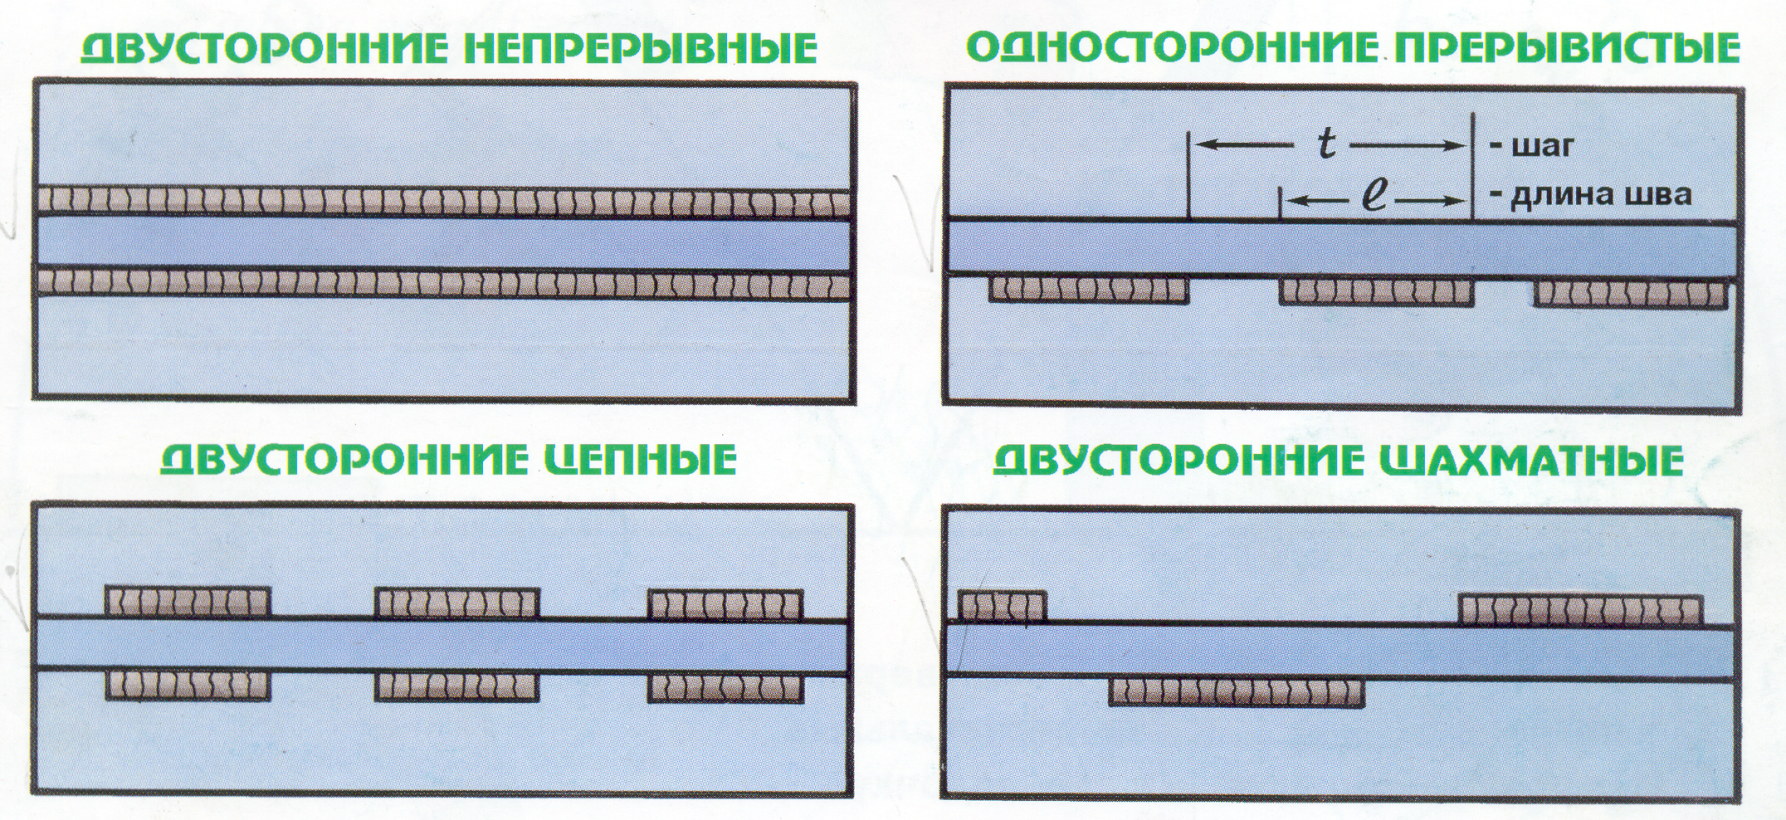 ДВУСТОРОННИЕ НЕПРЕРЫВНЫЕ
ОДНОСТОРОННИЕ ПРЕРЫВИСТЫЕ
t - шаг
ℓ - длина шва
ДВУСТОРОННИЕ ЦЕПНЫЕ
ДВУСТОРОННИЕ ШАХМАТНЫЕ